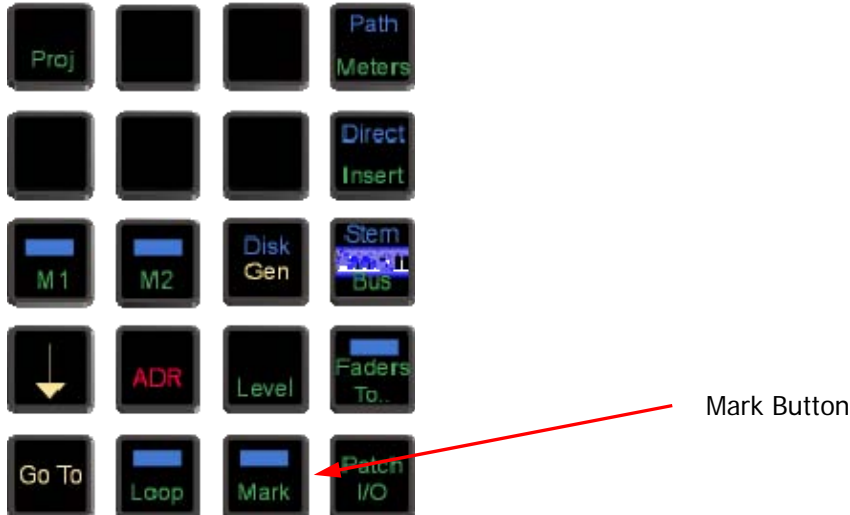 Proj
Path
Meters
Direct
Insert
M1
M2
Disk
Gen
Stem
Bus
ADR
Level
Faders
To..
Go To
Loop
Mark
Patch
I/O
Mark Button